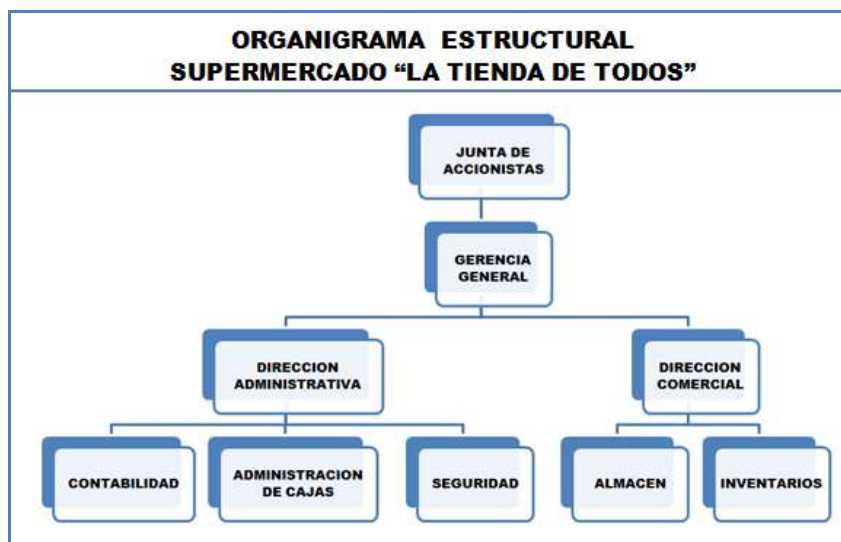 ORGANIGRAMA ESTRUCTURAL
SUPERMERCADO “LA TIENDA DE TODOS”
JUNTA DE
ACCIONISTAS
GERENCIA
GENERAL
DIRECCION
ADMINISTRATIVA
DIRECCION
COMERCIAL
CONTABILIDAD
ADMINISTRACION
DE CAJAS
SEGURIDAD
ALMACEN
INVENTARIOS